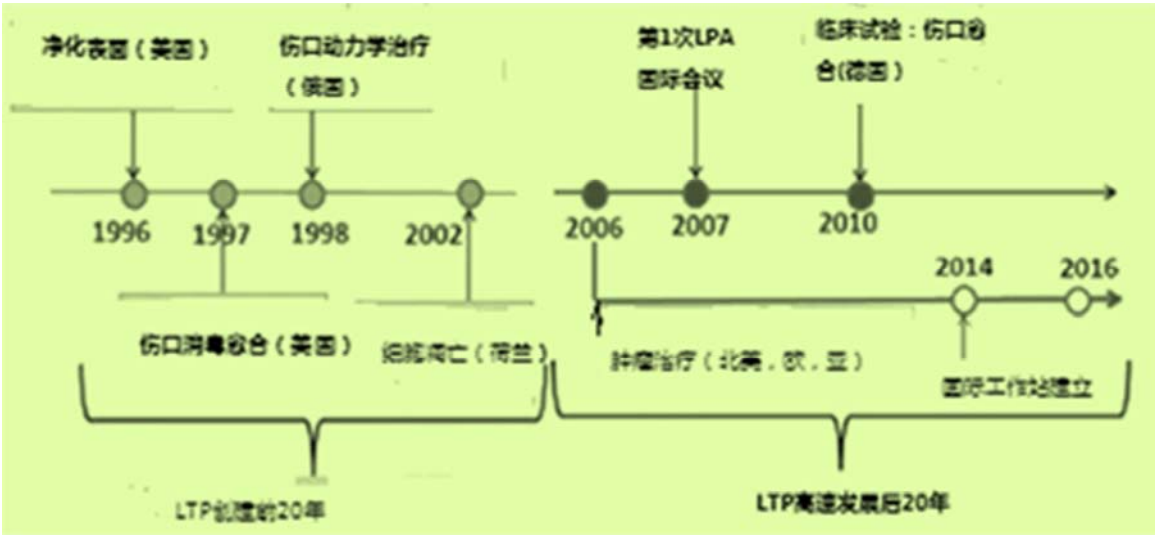 净化表面（美国）
伤口动力学治疗
（俄国）
第1次LPA
国际会议
临床试验：伤口愈
合(德国）
1996
1997
1998
2002
2006
2007
2010
2014
2016
伤口消毒愈合（美国）
细胞凋亡（荷兰）
肿瘤治疗（北美，欧，亚）
国际工作站建立
LTP创建 20年
LTP高速发展后20年